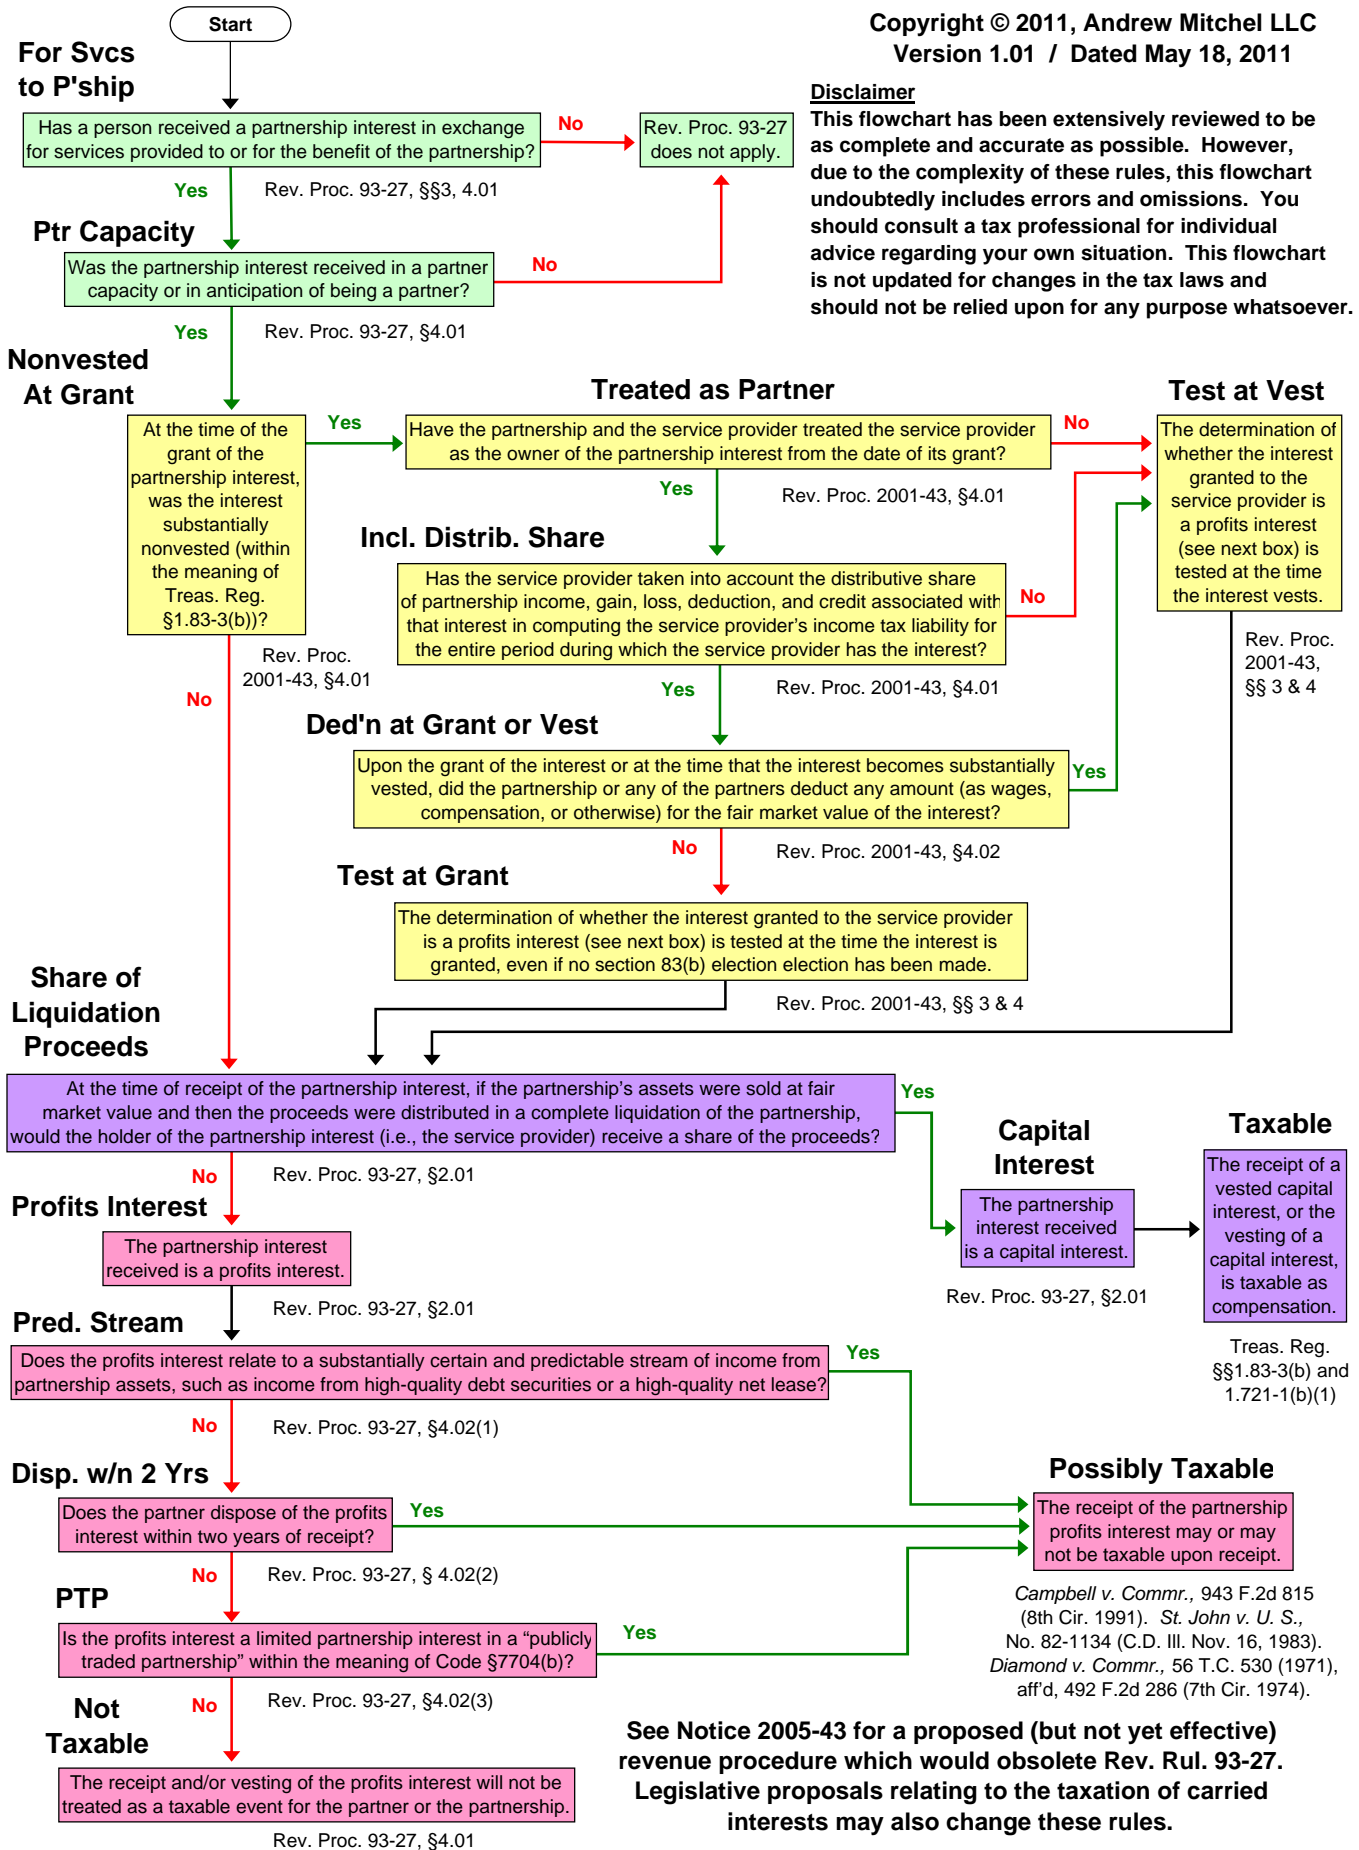 Start
Copyright © 2011, Andrew Mitchel LLC
Version 1.01 / Dated May 18, 2011
Disclaimer
This flowchart has been extensively reviewed to be
as complete and accurate as possible. However,
due to the complexity of these rules, this flowchart
undoubtedly includes errors and omissions. You
should consult a tax professional for individual
advice regarding your own situation. This flowchart
is not updated for changes in the tax laws and
should not be relied upon for any purpose whatsoever.
For Svcs
to P'ship
Has a person received a partnership interest in exchange
for services provided to or for the benefit of the partnership?
No
Rev. Proc. 93-27
does not apply.
Yes
Rev. Proc. 93-27, §§3, 4.01
Ptr Capacity
Was the partnership interest received in a partner
capacity or in anticipation of being a partner?
No
Yes
Rev. Proc. 93-27, §4.01
Nonvested
At Grant
At the time of the
grant of the
partnership interest,
was the interest
substantially
nonvested (within
the meaning of
Treas. Reg.
§1.83-3(b))?
Yes
Rev. Proc.
2001-43, §4.01
No
Treated as Partner
Have the partnership and the service provider treated the service provider
as the owner of the partnership interest from the date of its grant?
No
Yes
Rev. Proc. 2001-43, §4.01
Test at Vest
The determination of
whether the interest
granted to the
service provider is
a profits interest
(see next box) is
tested at the time
the interest vests.
Rev. Proc.
2001-43,
§§ 3 & 4
Incl. Distrib. Share
Has the service provider taken into account the distributive share
of partnership income, gain, loss, deduction, and credit associated with
that interest in computing the service provider's income tax liability for
the entire period during which the service provider has the interest?
No
Yes
Rev. Proc. 2001-43, §4.01
Ded'n at Grant or Vest
Upon the grant of the interest or at the time that the interest becomes substantially
vested, did the partnership or any of the partners deduct any amount (as wages,
compensation, or otherwise) for the fair market value of the interest?
Yes
No
Rev. Proc. 2001-43, §4.02
Test at Grant
The determination of whether the interest granted to the service provider
is a profits interest (see next box) is tested at the time the interest is
granted, even if no section 83(b) election election has been made.
Rev. Proc. 2001-43, §§ 3 & 4
Share of
Liquidation
Proceeds
At the time of receipt of the partnership interest, if the partnership's assets were sold at fair
market value and then the proceeds were distributed in a complete liquidation of the partnership,
would the holder of the partnership interest (i.e., the service provider) receive a share of the proceeds?
Yes
No
Rev. Proc. 93-27, §2.01
Capital
Interest
The partnership
interest received
is a capital interest.
Rev. Proc. 93-27, §2.01
Taxable
The receipt of a
vested capital
interest, or the
vesting of a
capital interest,
is taxable as
compensation.
Treas. Reg.
§§1.83-3(b) and
1.721-1(b)(1)
Profits Interest
The partnership interest
received is a profits interest.
Rev. Proc. 93-27, §2.01
Pred. Stream
Does the profits interest relate to a substantially certain and predictable stream of income from
partnership assets, such as income from high-quality debt securities or a high-quality net lease?
Yes
No
Rev. Proc. 93-27, §4.02(1)
Disp. w/n 2 Yrs
Does the partner dispose of the profits
interest within two years of receipt?
Yes
No
Rev. Proc. 93-27, § 4.02(2)
Possibly Taxable
The receipt of the partnership
profits interest may or may
not be taxable upon receipt.
Campbell v. Commr., 943 F.2d 815
(8th Cir. 1991). St. John v. U. S.,
No. 82-1134 (C.D. Ill. Nov. 16, 1983).
Diamond v. Commr., 56 T.C. 530 (1971),
aff'd, 492 F.2d 286 (7th Cir. 1974).
PTP
Is the profits interest a limited partnership interest in a “publicly
traded partnership” within the meaning of Code §7704(b)?
Yes
No
Rev. Proc. 93-27, §4.02(3)
Not
Taxable
The receipt and/or vesting of the profits interest will not be
treated as a taxable event for the partner or the partnership.
Rev. Proc. 93-27, §4.01
See Notice 2005-43 for a proposed (but not yet effective)
revenue procedure which would obsolete Rev. Rul. 93-27.
Legislative proposals relating to the taxation of carried
interests may also change these rules.